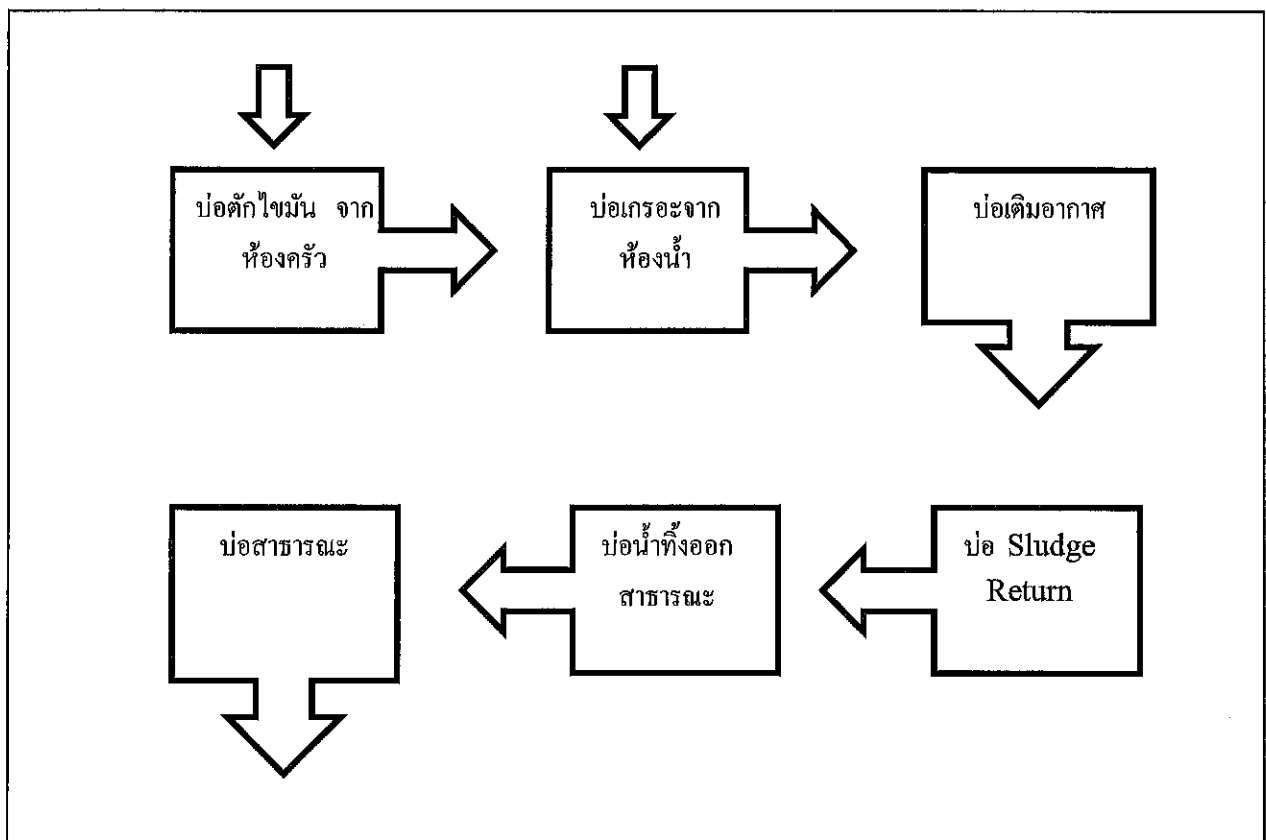 บ่อดักไขมัน จาก
ห้องครัว
บ่อเกรอะจาก
ห้องน้ำ
บ่อเติมอากาศ
บ่อสาธารณะ
บ่อน้ำทิ้งออก
สาธารณะ
บ่อ Sludge
Return